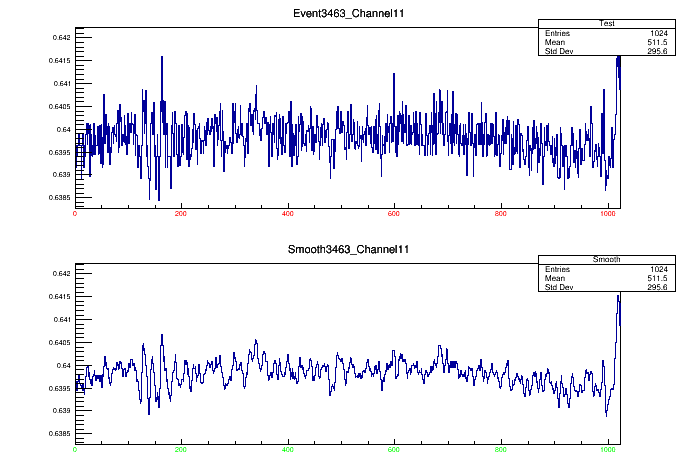 Event3463_Channel11
Test
Entries 1024
Mean 511.5
Std Dev 295.6
0.642
0.6415
0.641
0.6405
0.64
0.6395
0.639
0.6385
0 200 400 600 800 1000
Smooth3463_Channel11
Smooth
Entries 1024
Mean 511.5
Std Dev 295.6
0.642
0.6415
0.641
0.6405
0.64
0.6395
0.639
0.6385
0 200 400 600 800 1000